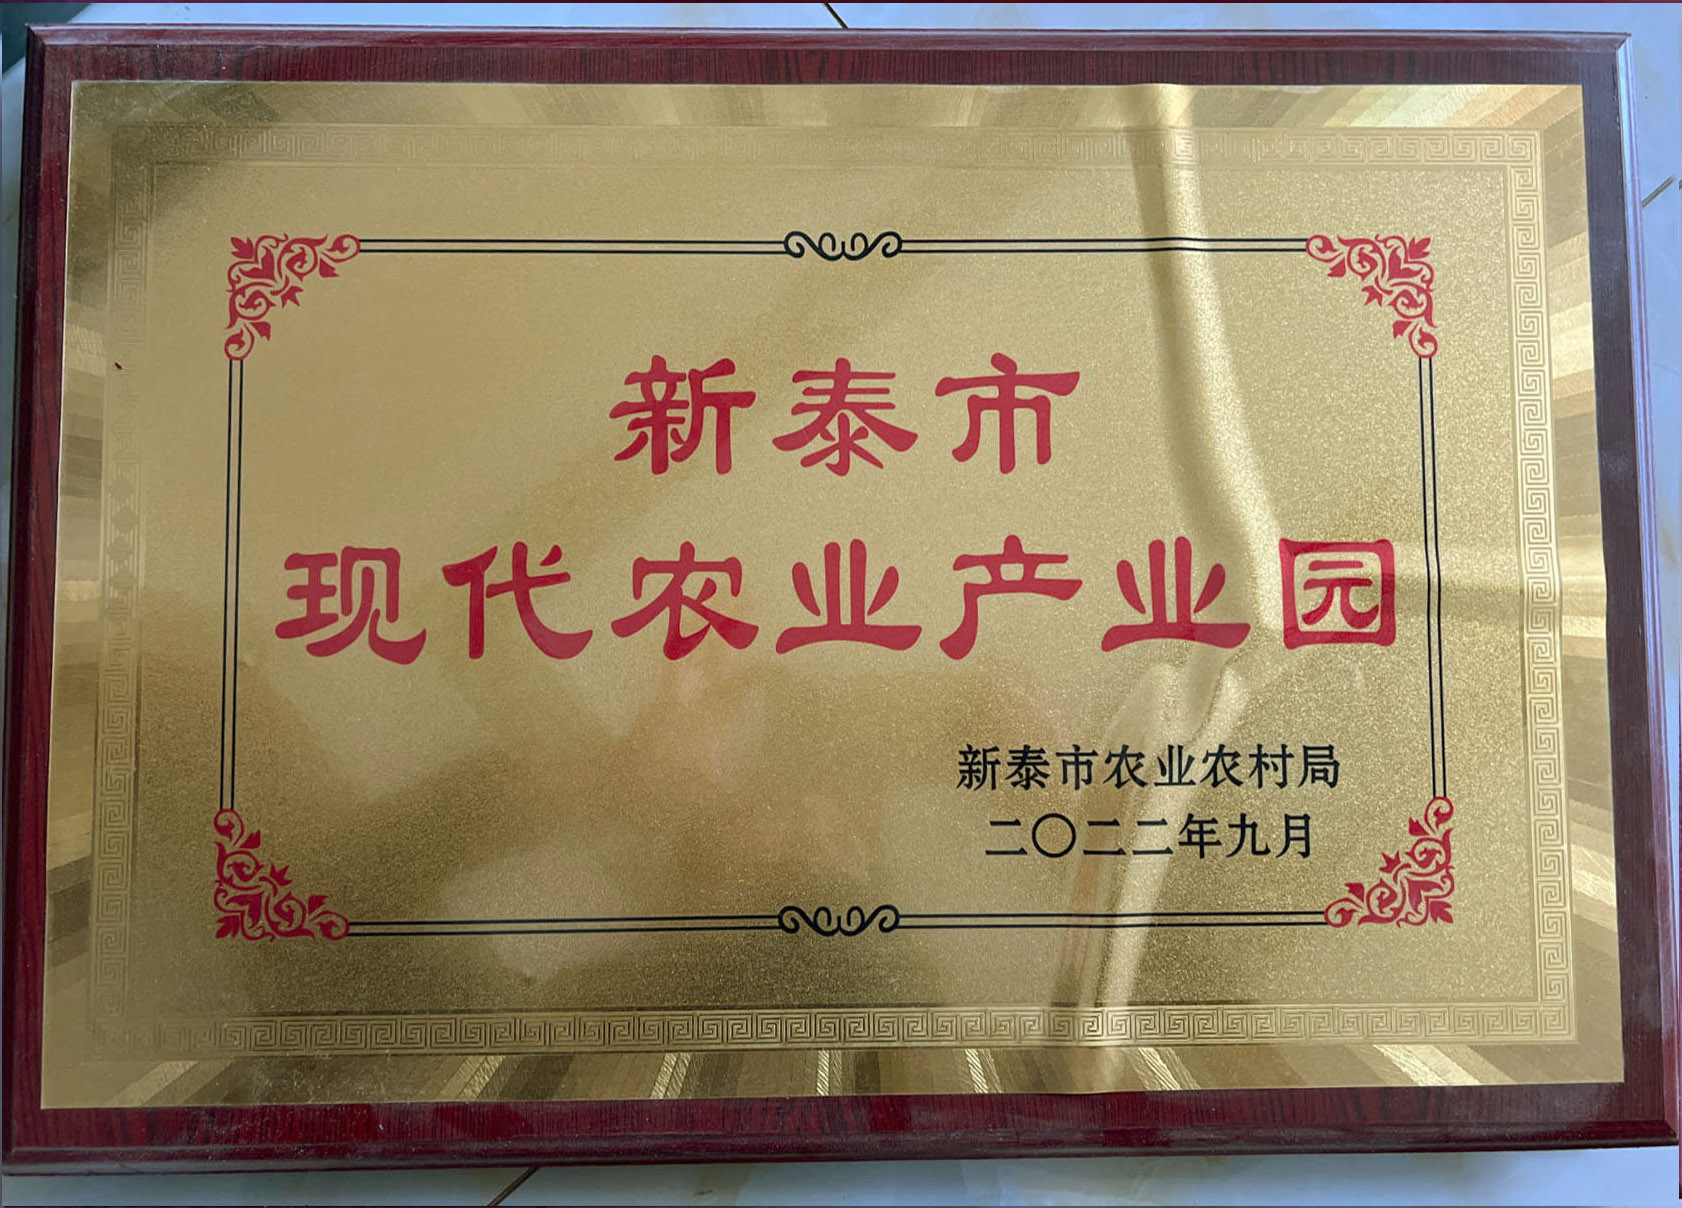 新泰市
现代农业产业园
新泰市农业农村局
二〇二二年九月